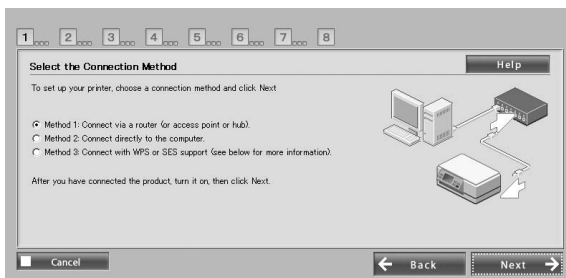 1 2 3 4 5 6 7 8
Select the Connection Method
Help
To set up your printer, choose a connection method and click Next
Method 1: Connect via a router (or access point or hub).
Method 2: Connect directly to the computer.
Method 3: Connect with WPS or SES support (see below for more information).
After you have connected the product, turn it on, then click Next.
Cancel
Back
Next